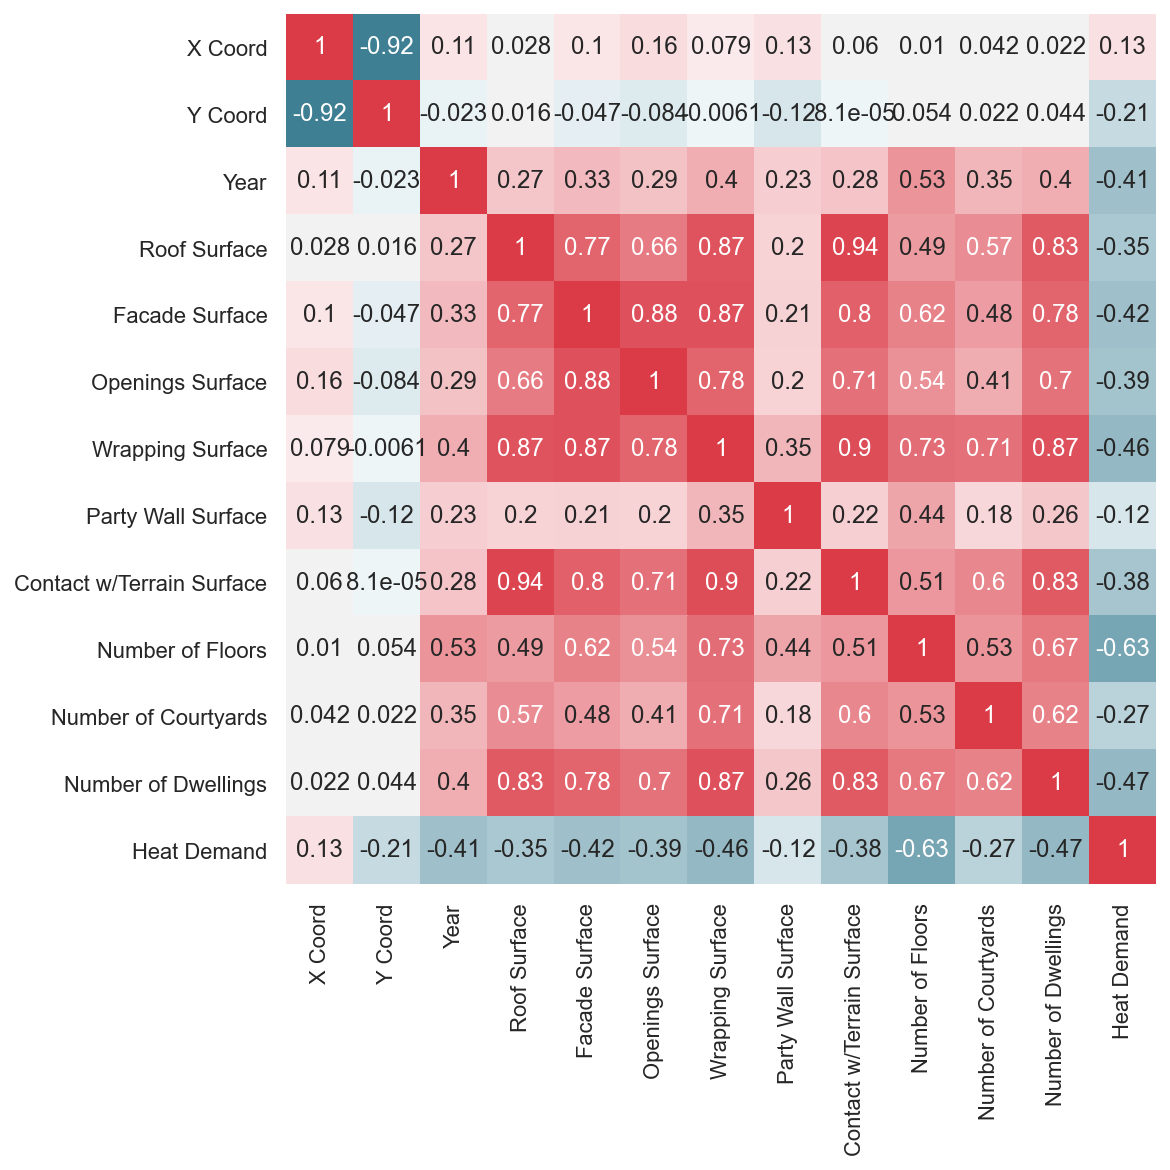 X Coord 1 -0.92 0.11 0.028 0.1 0.16 0.079 0.13 0.06 0.01 0.042 0.022 0.13
Y Coord -0.92 1 -0.023 0.016 -0.047 -0.084 -0.0061 -0.12 8.1e-05 0.054 0.022 0.044 -0.21
Year 0.11 -0.023 1 0.27 0.33 0.29 0.4 0.23 0.28 0.53 0.35 0.4 -0.41
Roof Surface 0.028 0.016 0.27 1 0.77 0.66 0.87 0.2 0.94 0.49 0.57 0.83 -0.35
Facade Surface 0.1 -0.047 0.33 0.77 1 0.88 0.87 0.21 0.8 0.62 0.48 0.78 -0.42
Openings Surface 0.16 -0.084 0.29 0.66 0.88 1 0.78 0.2 0.71 0.54 0.41 0.7 -0.39
Wrapping Surface 0.079 -0.0061 0.4 0.87 0.87 0.78 1 0.35 0.9 0.73 0.71 0.87 -0.46
Party Wall Surface 0.13 -0.12 0.23 0.2 0.21 0.2 0.35 1 0.22 0.44 0.18 0.26 -0.12
Contact w/Terrain Surface 0.06 8.1e-05 0.28 0.94 0.8 0.71 0.9 0.22 1 0.51 0.6 0.83 -0.38
Number of Floors 0.01 0.054 0.53 0.49 0.62 0.54 0.73 0.44 0.51 1 0.53 0.67 -0.63
Number of Courtyards 0.042 0.022 0.35 0.57 0.48 0.41 0.71 0.18 0.6 0.53 1 0.62 -0.27
Number of Dwellings 0.022 0.044 0.4 0.83 0.78 0.7 0.87 0.26 0.83 0.67 0.62 1 -0.47
Heat Demand 0.13 -0.21 -0.41 -0.35 -0.42 -0.39 -0.46 -0.12 -0.38 -0.63 -0.27 -0.47 1
X Coord
Y Coord
Year
Roof Surface
Facade Surface
Openings Surface
Wrapping Surface
Party Wall Surface
Contact w/Terrain Surface
Number of Floors
Number of Courtyards
Number of Dwellings
Heat Demand